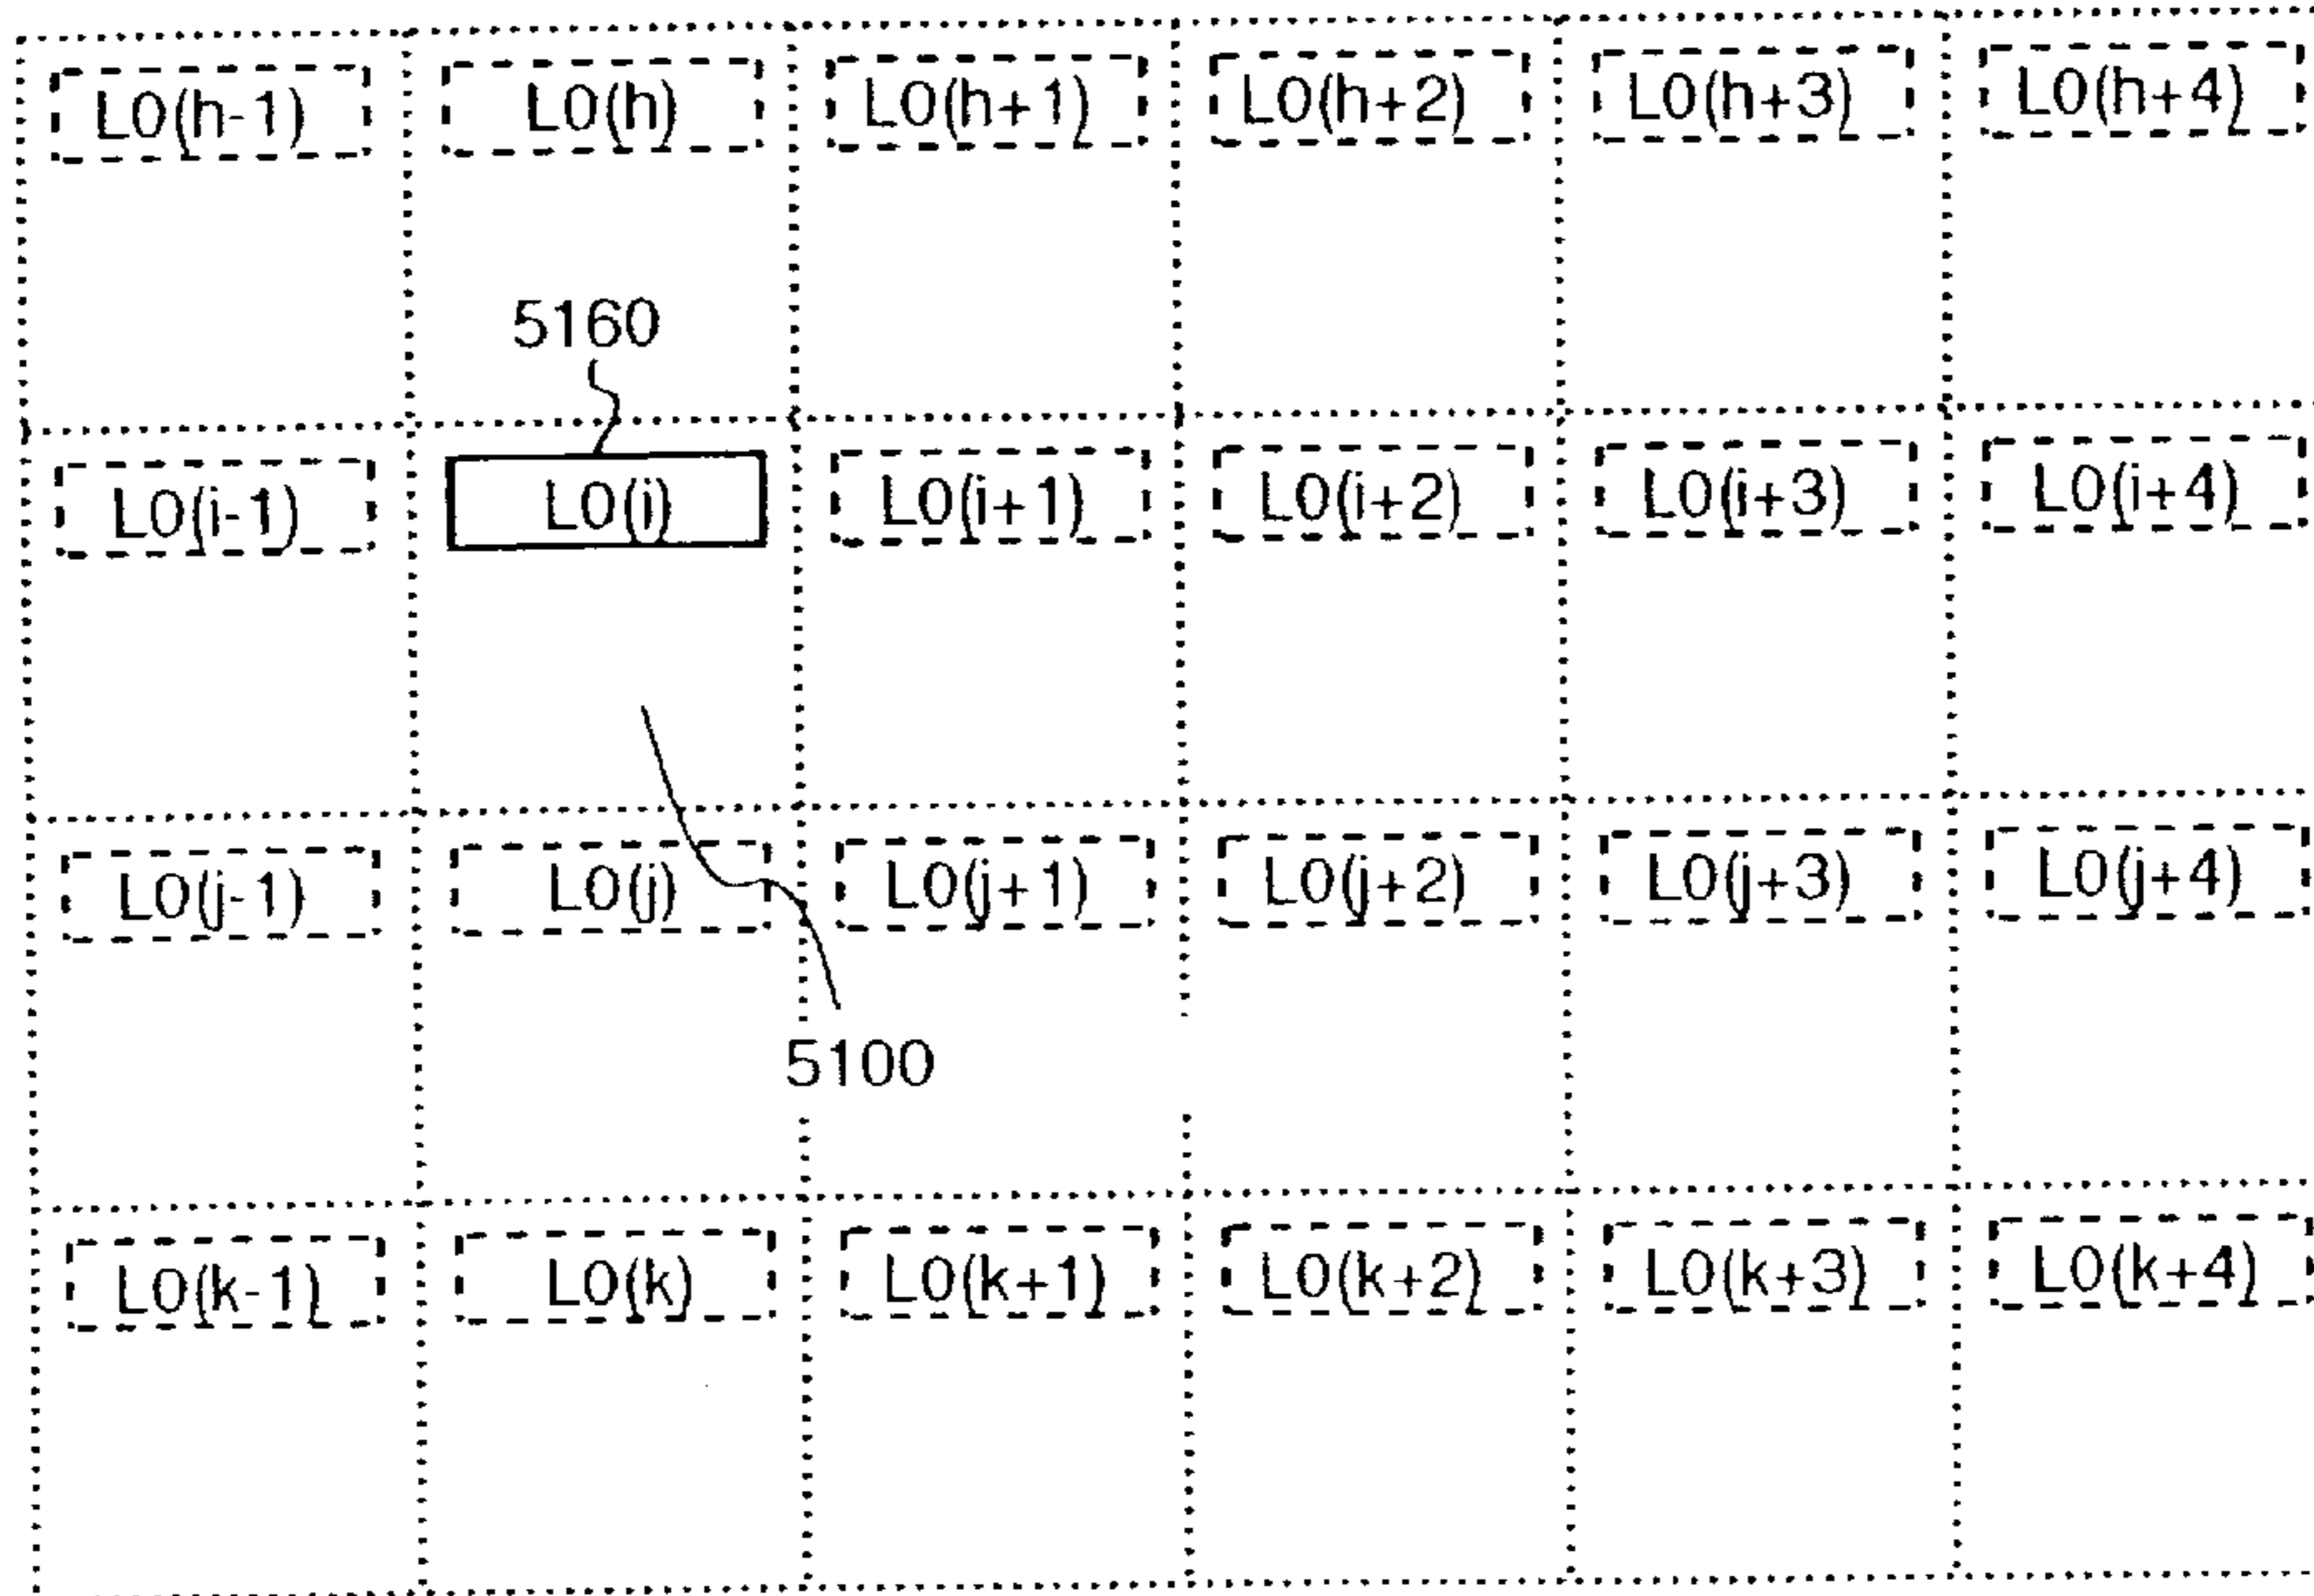 L0(h-1) L0(h) L0(h+1) L0(h+2) L0(h+3) L0(h+4)
5160
L0(i-1) L0(i) L0(i+1) L0(i+2) L0(i+3) L0(i+4)
L0(j-1) L0(j) L0(j+1) L0(j+2) L0(j+3) L0(j+4)
5100
L0(k-1) L0(k) L0(k+1) L0(k+2) L0(k+3) L0(k+4)